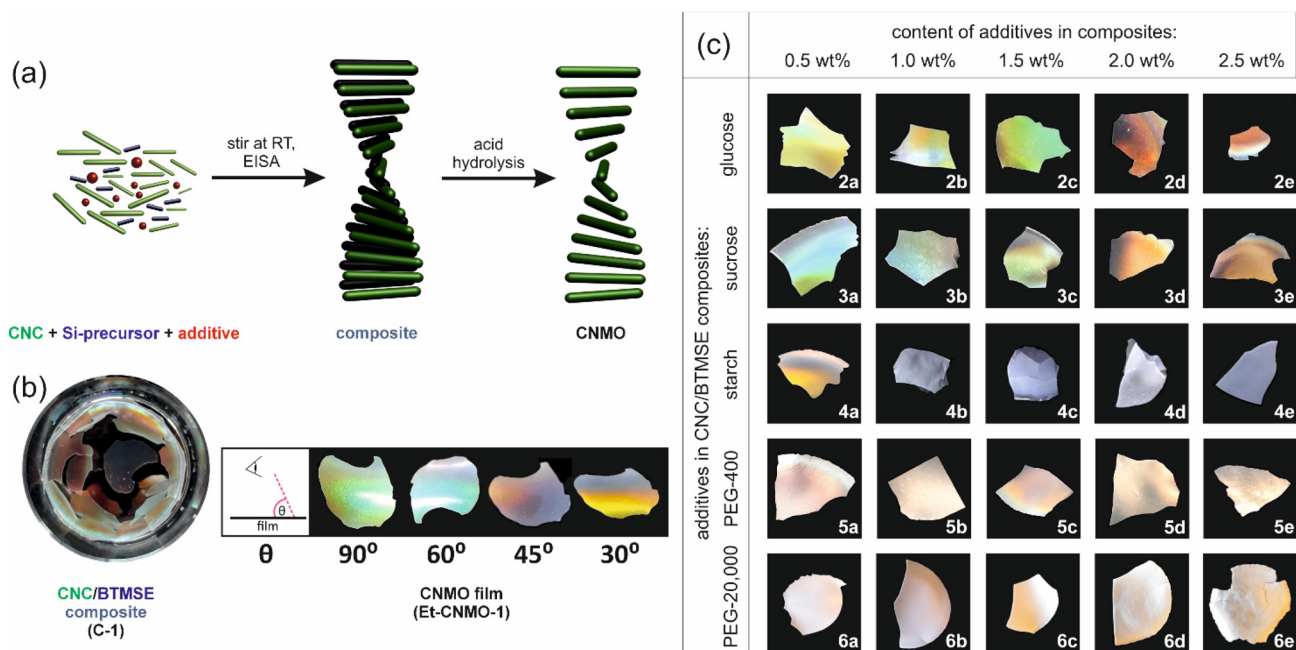 (a)
stir at RT,
EISA
acid
hydrolysis
CNC + Si-precursor + additive
composite
CNMO
(b)
CNC/BTMSE
composite
(C-1)
θ
film
θ
90⁰
60⁰
45⁰
30⁰
CNMO film
(Et-CNMO-1)
(c)
content of additives in composites:
0.5 wt%
1.0 wt%
1.5 wt%
2.0 wt%
2.5 wt%
additives in CNC/BTMSE composites:
glucose
2a
2b
2c
2d
2e
sucrose
3a
3b
3c
3d
3e
starch
4a
4b
4c
4d
4e
PEG-400
5a
5b
5c
5d
5e
PEG-20,000
6a
6b
6c
6d
6e